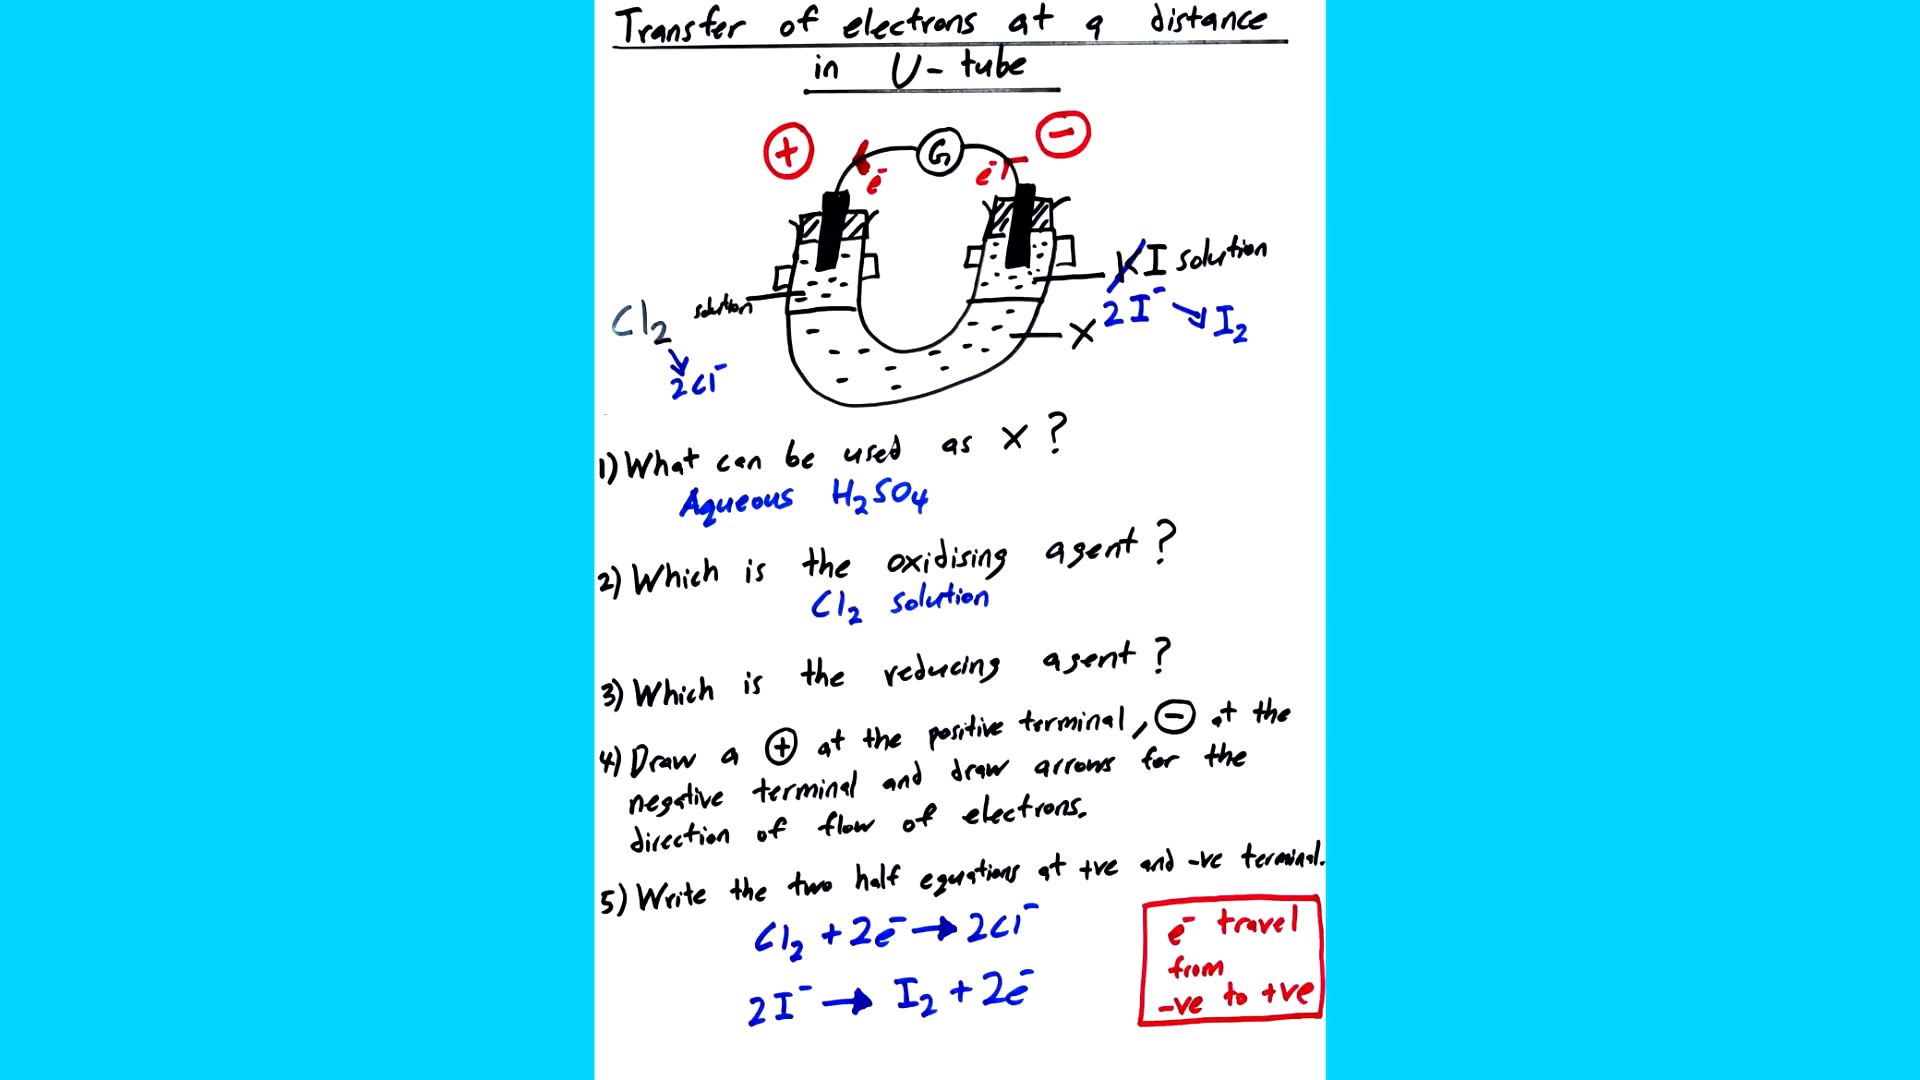 Transfer of electrons at a distance
in U-tube
+ G −
e⁻ e⁻
KI solution
solution
Cl₂ 2I⁻ → I₂
X
2Cl⁻
1) What can be used as X ?
Aqueous H₂SO₄
2) Which is the oxidising agent ?
Cl₂ solution
3) Which is the reducing agent ?
4) Draw a ⊕ at the positive terminal, ⊖ at the
negative terminal and draw arrows for the
direction of flow of electrons.
5) Write the two half equations at +ve and -ve terminal.
Cl₂ + 2e⁻ → 2Cl⁻
2I⁻ → I₂ + 2e⁻
e⁻ travel
from
-ve to +ve